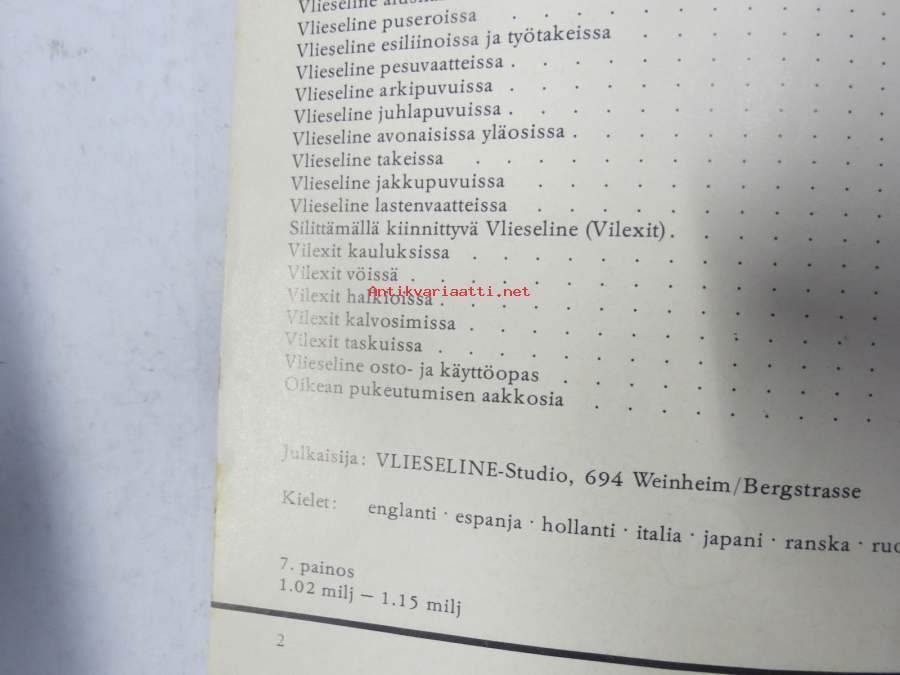 Vlieseline
Vlieseline puseroissa
Vlieseline esiliinoissa ja työtakeissa
Vlieseline pesuvaatteissa
Vlieseline arkipuvuissa
Vlieseline juhlapuvuissa
Vlieseline avonaisissa yläosissa
Vlieseline takeissa
Vlieseline jakkupuvuissa
Vlieseline lastenvaatteissa
Silittämällä kiinnittyvä Vlieseline (Vilexit)
Vilexit kauluksissa
Vilexit vöissä
Antikvariaatti.net
Vilexit halkioissa
Vilexit kalvosimissa
Vilexit taskuissa
Vlieseline osto- ja käyttöopas
Oikean pukeutumisen aakkosia
Julkaisija: VLIESELINE-Studio, 694 Weinheim/Bergstrasse
Kielet: englanti · espanja · hollanti · italia · japani · ranska ·
7. painos
1.02 milj – 1.15 milj
2